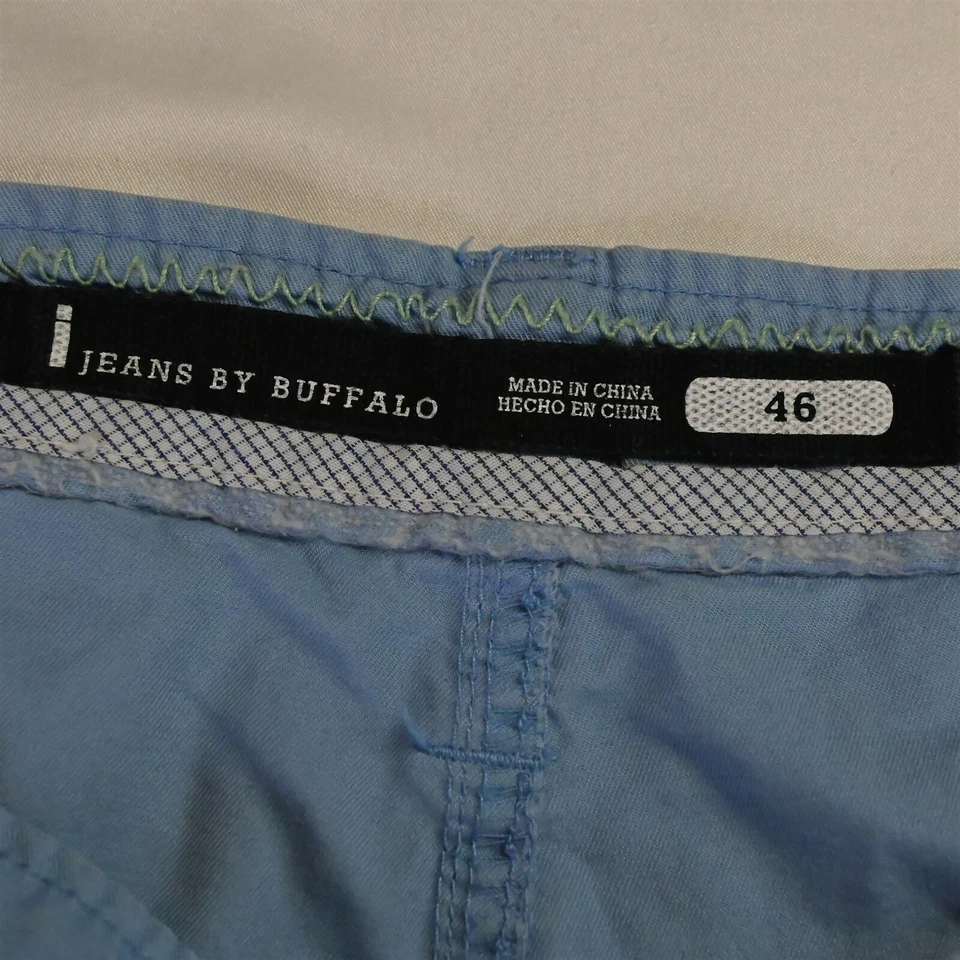 i JEANS BY BUFFALO
MADE IN CHINA
HECHO EN CHINA
46